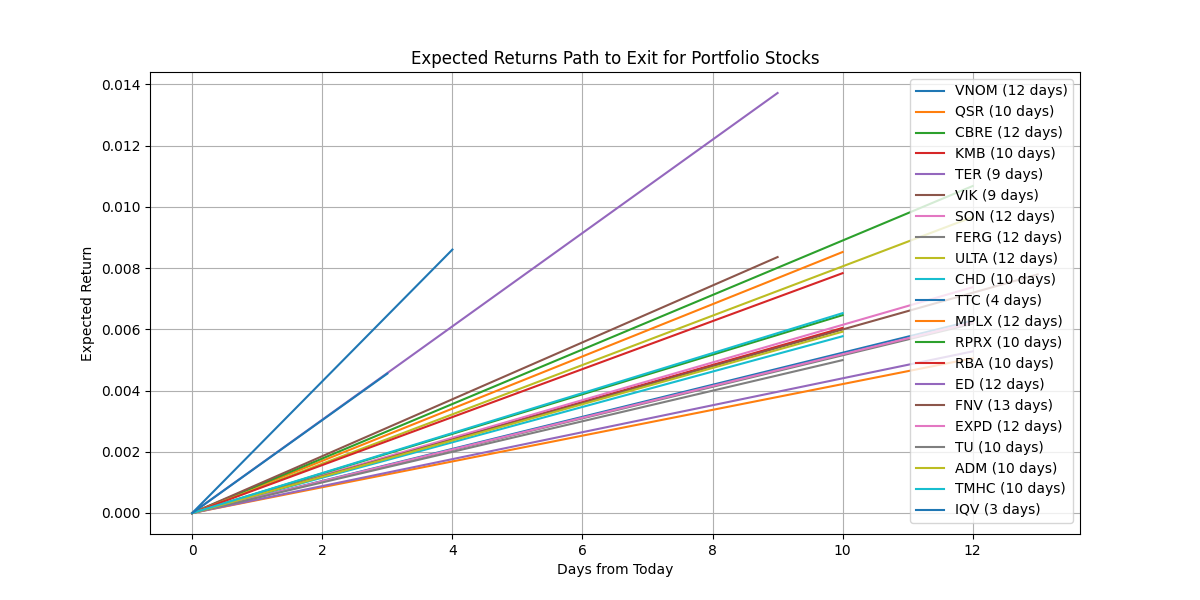 Expected Returns Path to Exit for Portfolio Stocks
0.014
0.012
0.010
0.008
0.006
0.004
0.002
0.000
Expected Return
0 2 4 6 8 10 12
Days from Today
VNOM (12 days)
QSR (10 days)
CBRE (12 days)
KMB (10 days)
TER (9 days)
VIK (9 days)
SON (12 days)
FERG (12 days)
ULTA (12 days)
CHD (10 days)
TTC (4 days)
MPLX (12 days)
RPRX (10 days)
RBA (10 days)
ED (12 days)
FNV (13 days)
EXPD (12 days)
TU (10 days)
ADM (10 days)
TMHC (10 days)
IQV (3 days)